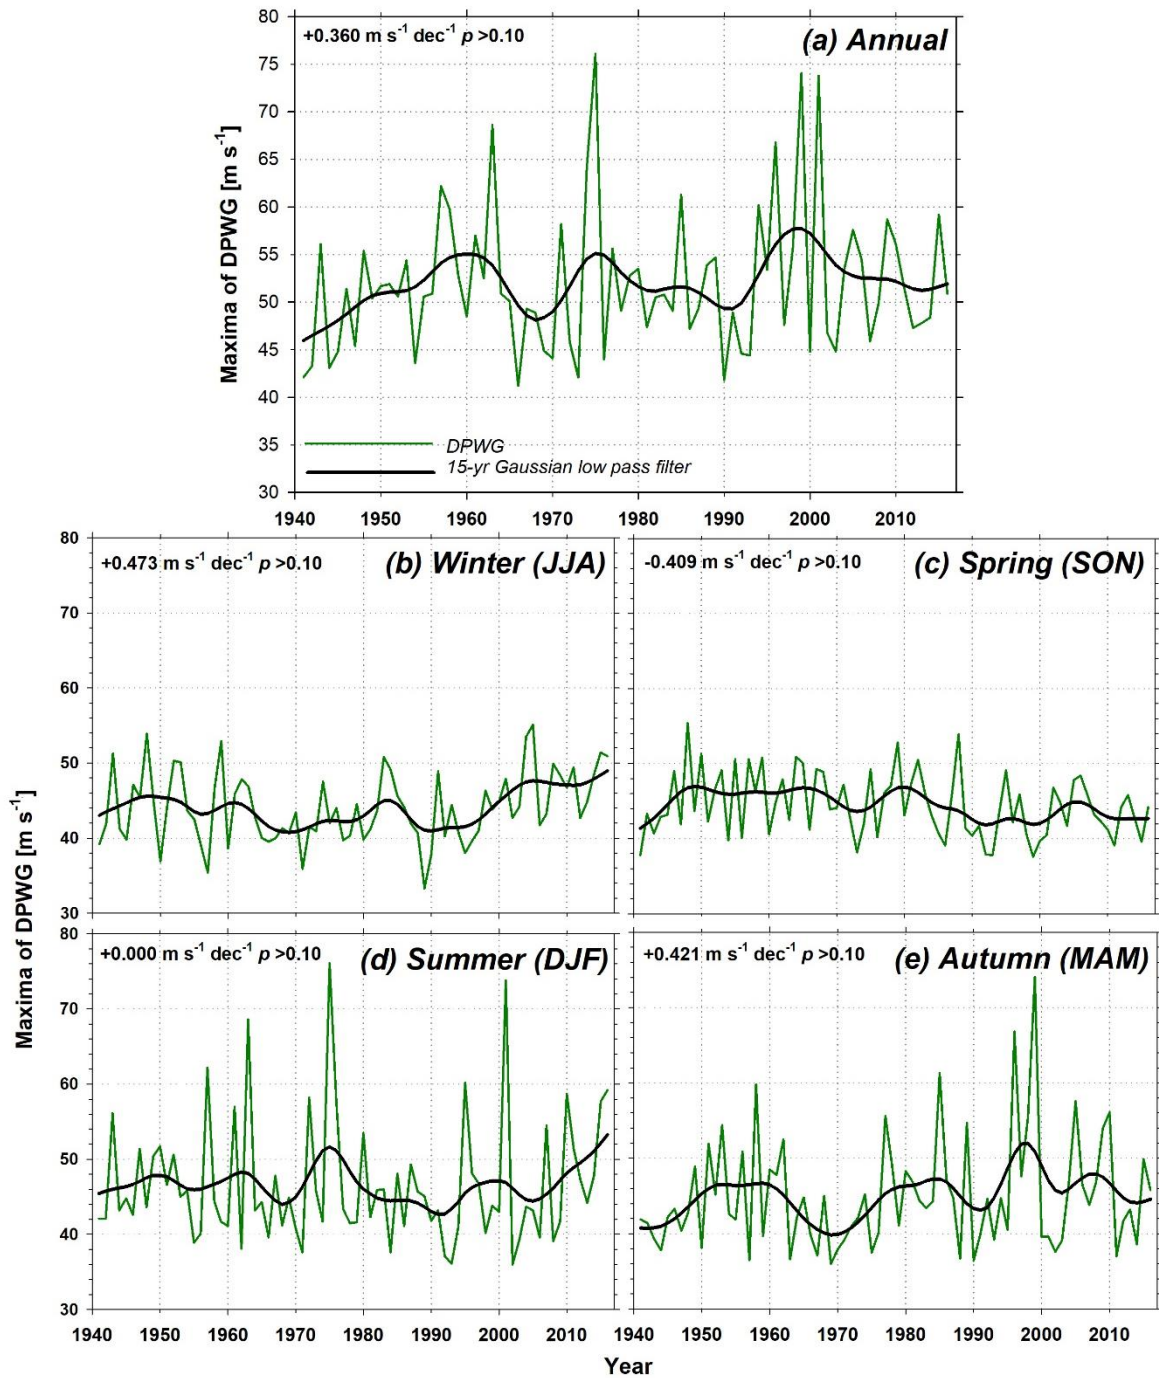 +0.360 m s⁻¹ dec⁻¹ p >0.10
(a) Annual
Maxima of DPWG [m s⁻¹]
80
75
70
65
60
55
50
45
40
35
30
DPWG
15-yr Gaussian low pass filter
1940 1950 1960 1970 1980 1990 2000 2010
+0.473 m s⁻¹ dec⁻¹ p >0.10
(b) Winter (JJA)
-0.409 m s⁻¹ dec⁻¹ p >0.10
(c) Spring (SON)
80
70
60
50
40
30
Maxima of DPWG [m s⁻¹]
+0.000 m s⁻¹ dec⁻¹ p >0.10
(d) Summer (DJF)
+0.421 m s⁻¹ dec⁻¹ p >0.10
(e) Autumn (MAM)
80
70
60
50
40
30
1940 1950 1960 1970 1980 1990 2000 2010
1940 1950 1960 1970 1980 1990 2000 2010
Year